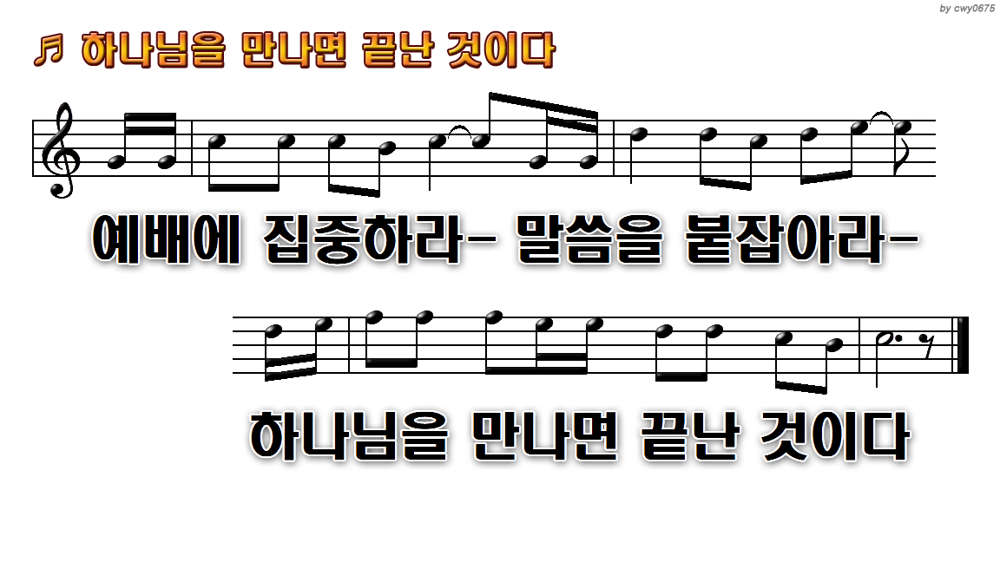 by cwy0675
♬ 하나님을 만나면 끝난 것이다
예배에 집중하라- 말씀을 붙잡아라-
하나님을 만나면 끝난 것이다